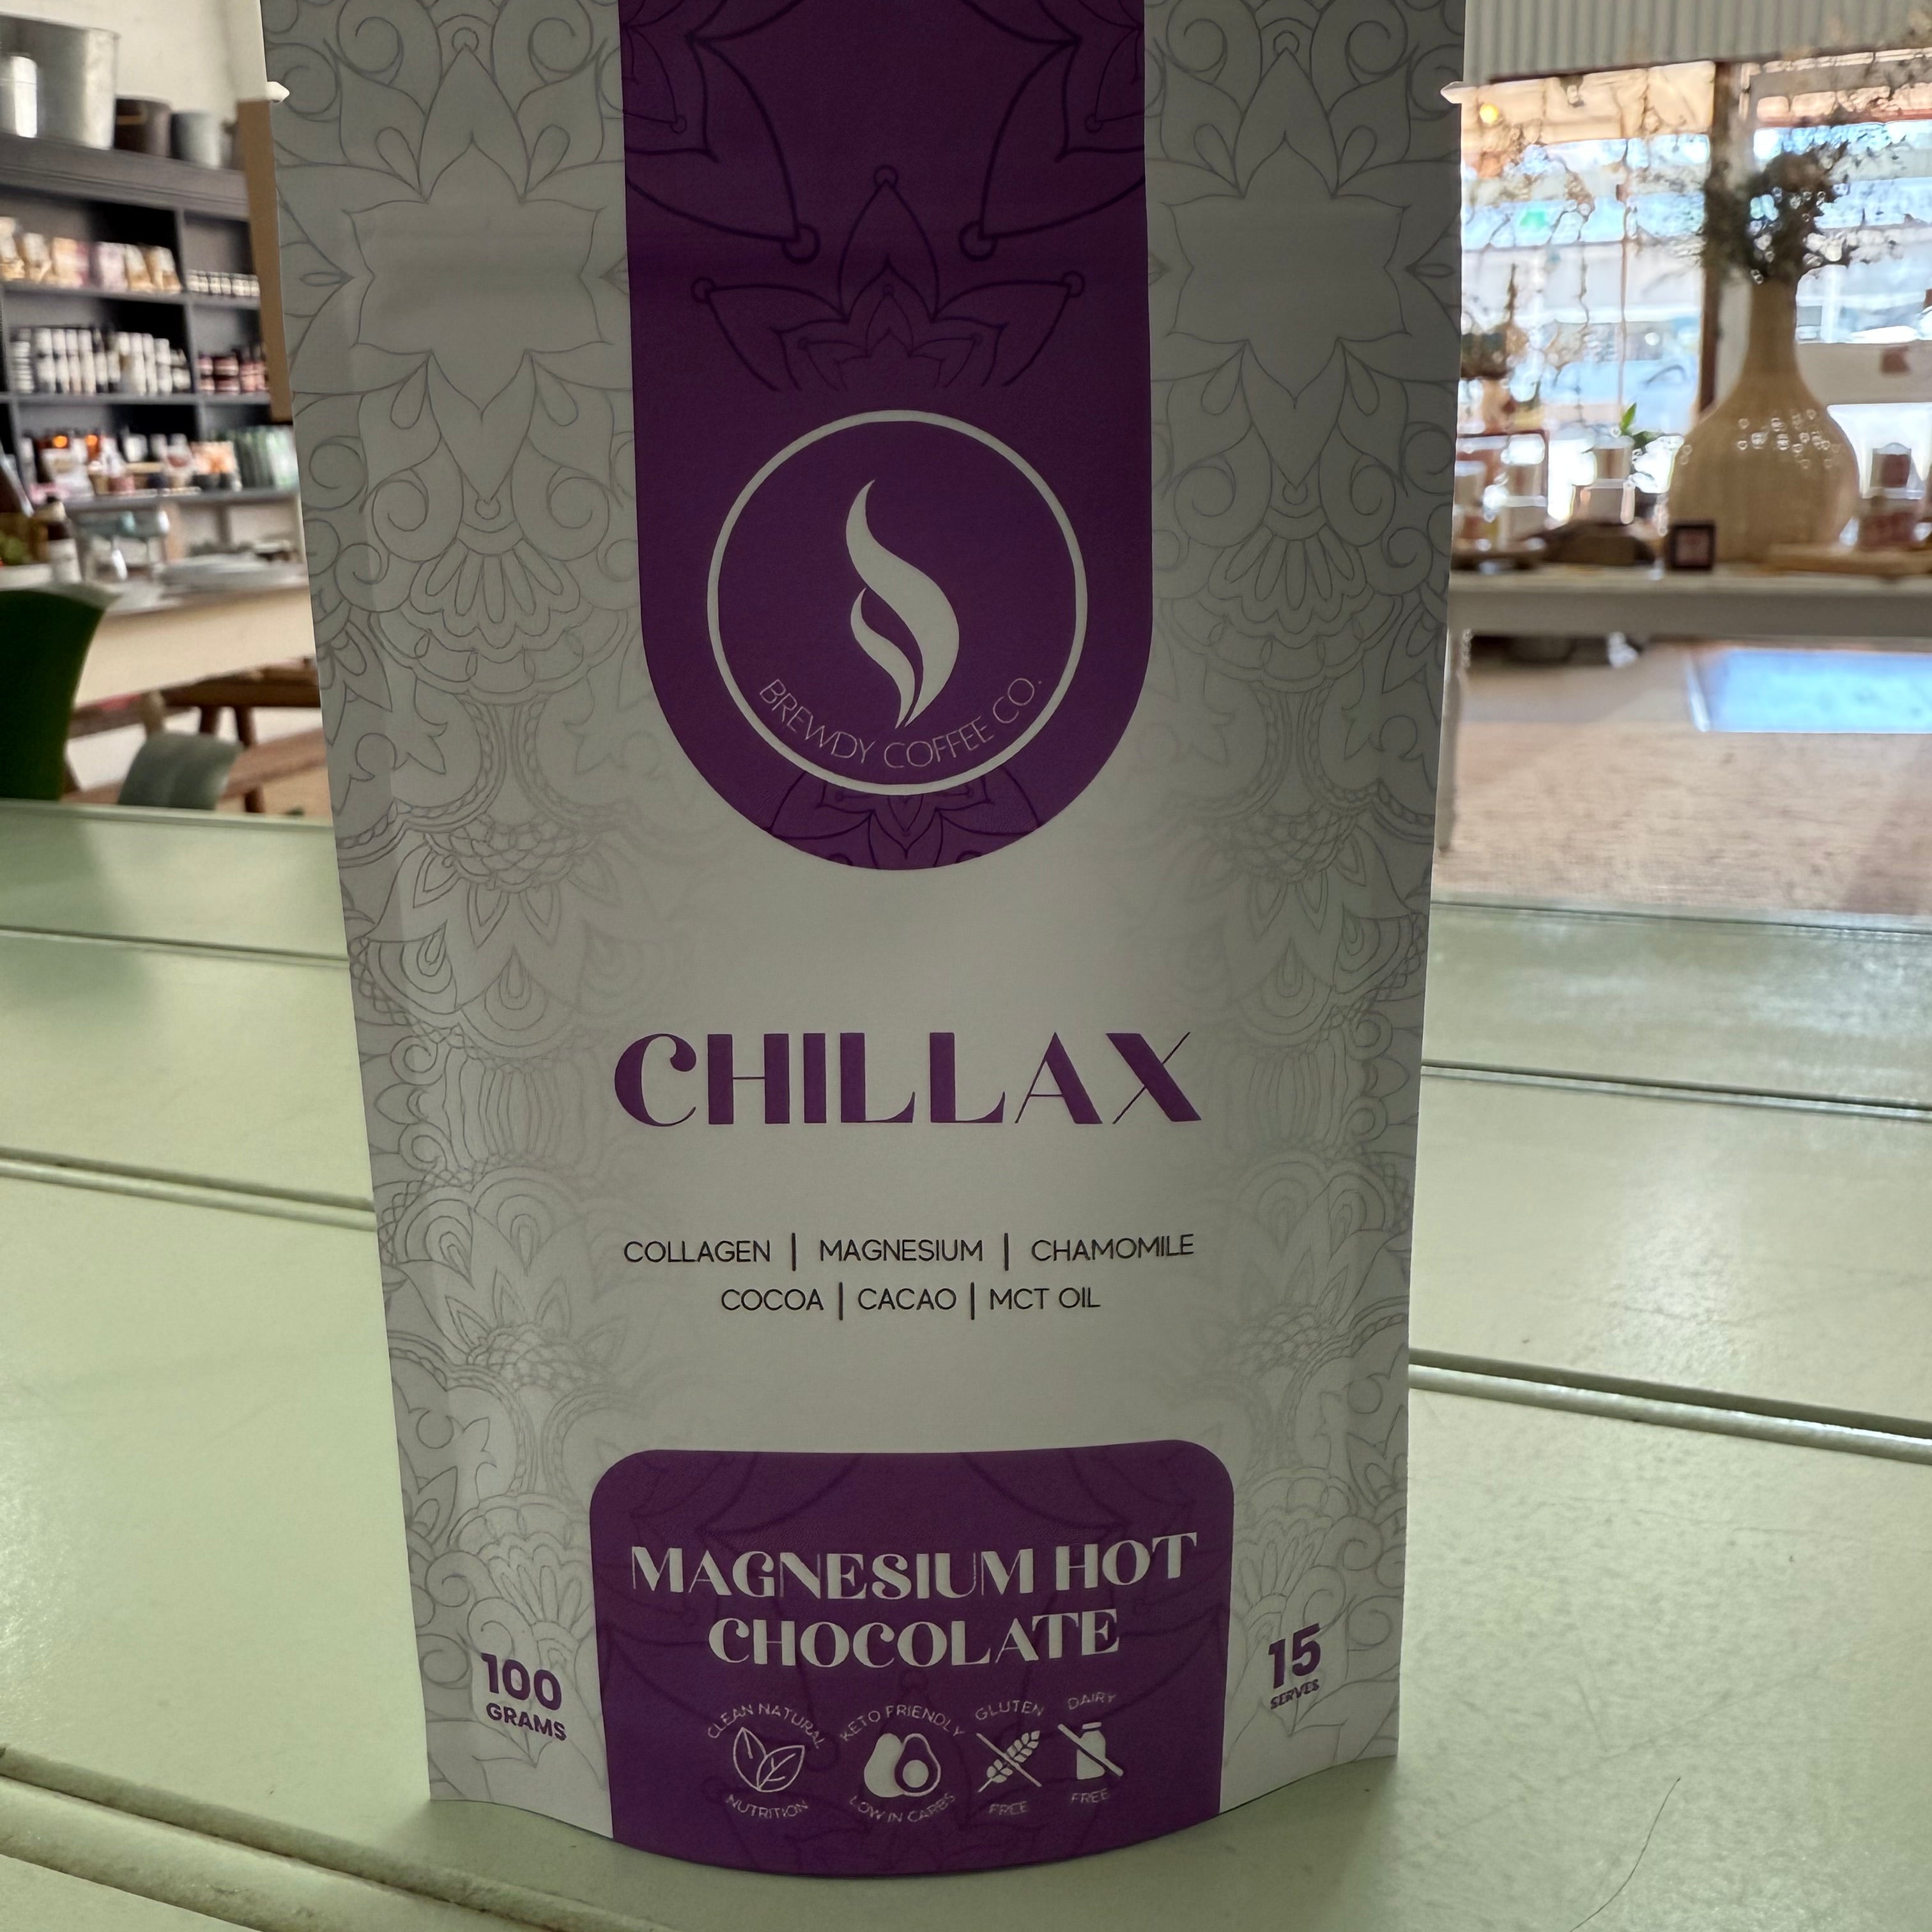 BREWDY COFFEE CO.
CHILLAX
COLLAGEN | MAGNESIUM | CHAMOMILE
COCOA | CACAO | MCT OIL
MAGNESIUM HOT
CHOCOLATE
100
GRAMS
15
SERVES
CLEAN NATURAL
NUTRITION
KETO FRIENDLY
LOW IN CARBS
GLUTEN
FREE
DAIRY
FREE